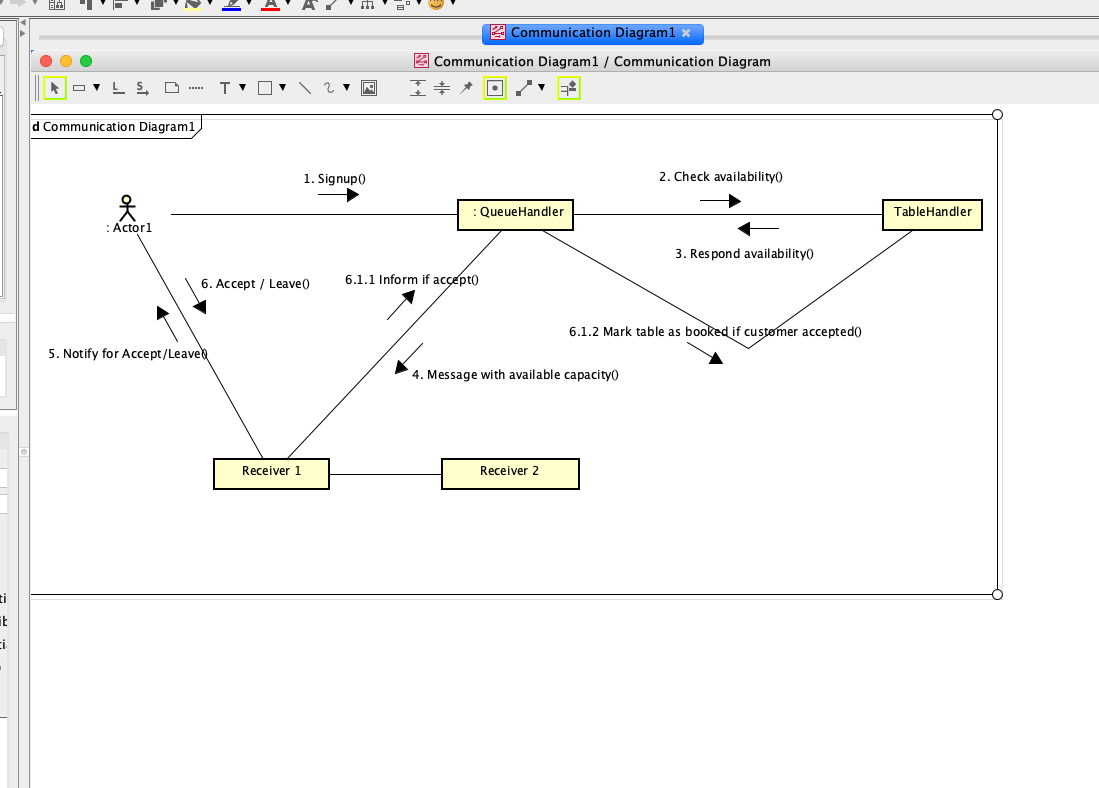 Communication Diagram1
Communication Diagram1 / Communication Diagram
d Communication Diagram1
1. Signup()
2. Check availability()
: QueueHandler
TableHandler
: Actor1
3. Respond availability()
6. Accept / Leave()
6.1.1 Inform if accept()
6.1.2 Mark table as booked if customer accepted()
5. Notify for Accept/Leave()
4. Message with available capacity()
Receiver 1
Receiver 2